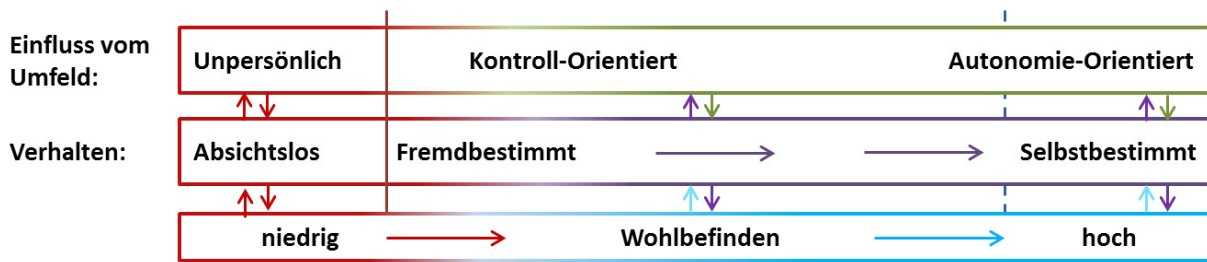 Einfluss vom
Umfeld:
Unpersönlich Kontroll-Orientiert Autonomie-Orientiert
Verhalten: Absichtslos Fremdbestimmt Selbstbestimmt
niedrig Wohlbefinden hoch